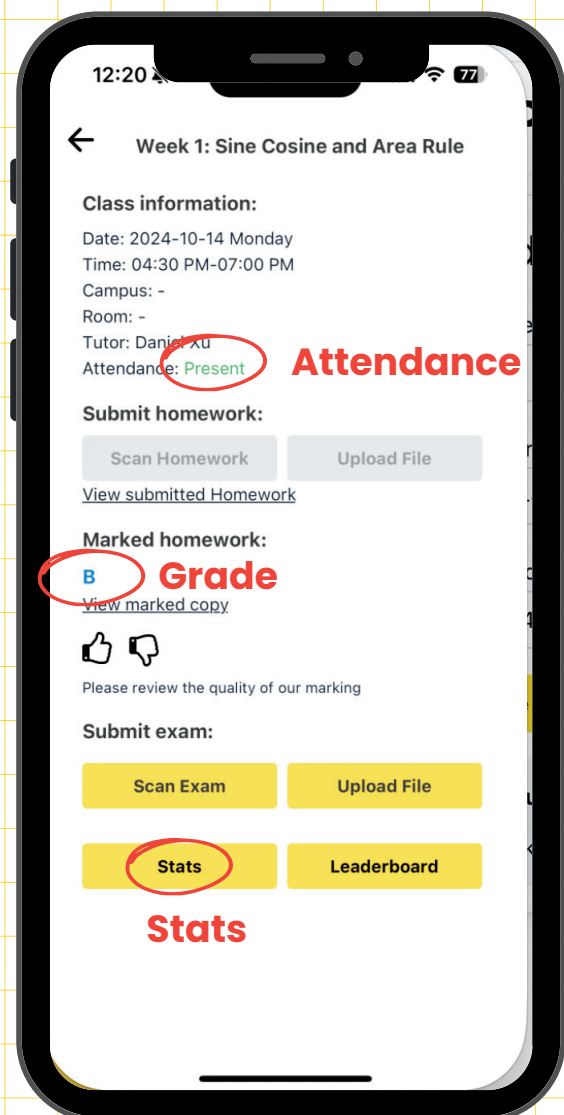 12:20
77
Week 1: Sine Cosine and Area Rule
Class information:
Date: 2024-10-14 Monday
Time: 04:30 PM-07:00 PM
Campus: -
Room: -
Tutor: Daniel Xu
Attendance: Present
Attendance
Submit homework:
Scan Homework Upload File
View submitted Homework
Marked homework:
B
Grade
View marked copy
Please review the quality of our marking
Submit exam:
Scan Exam Upload File
Stats Leaderboard
Stats